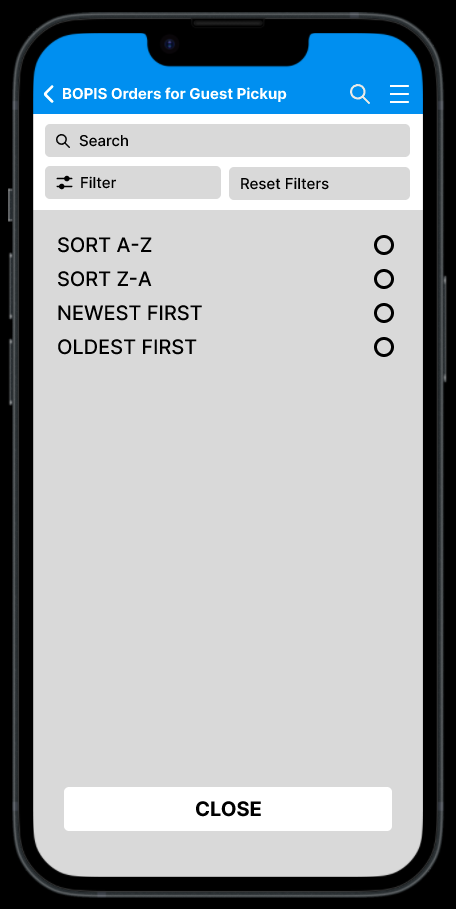 BOPIS Orders for Guest Pickup
Search
Filter
Reset Filters
SORT A-Z
SORT Z-A
NEWEST FIRST
OLDEST FIRST
CLOSE